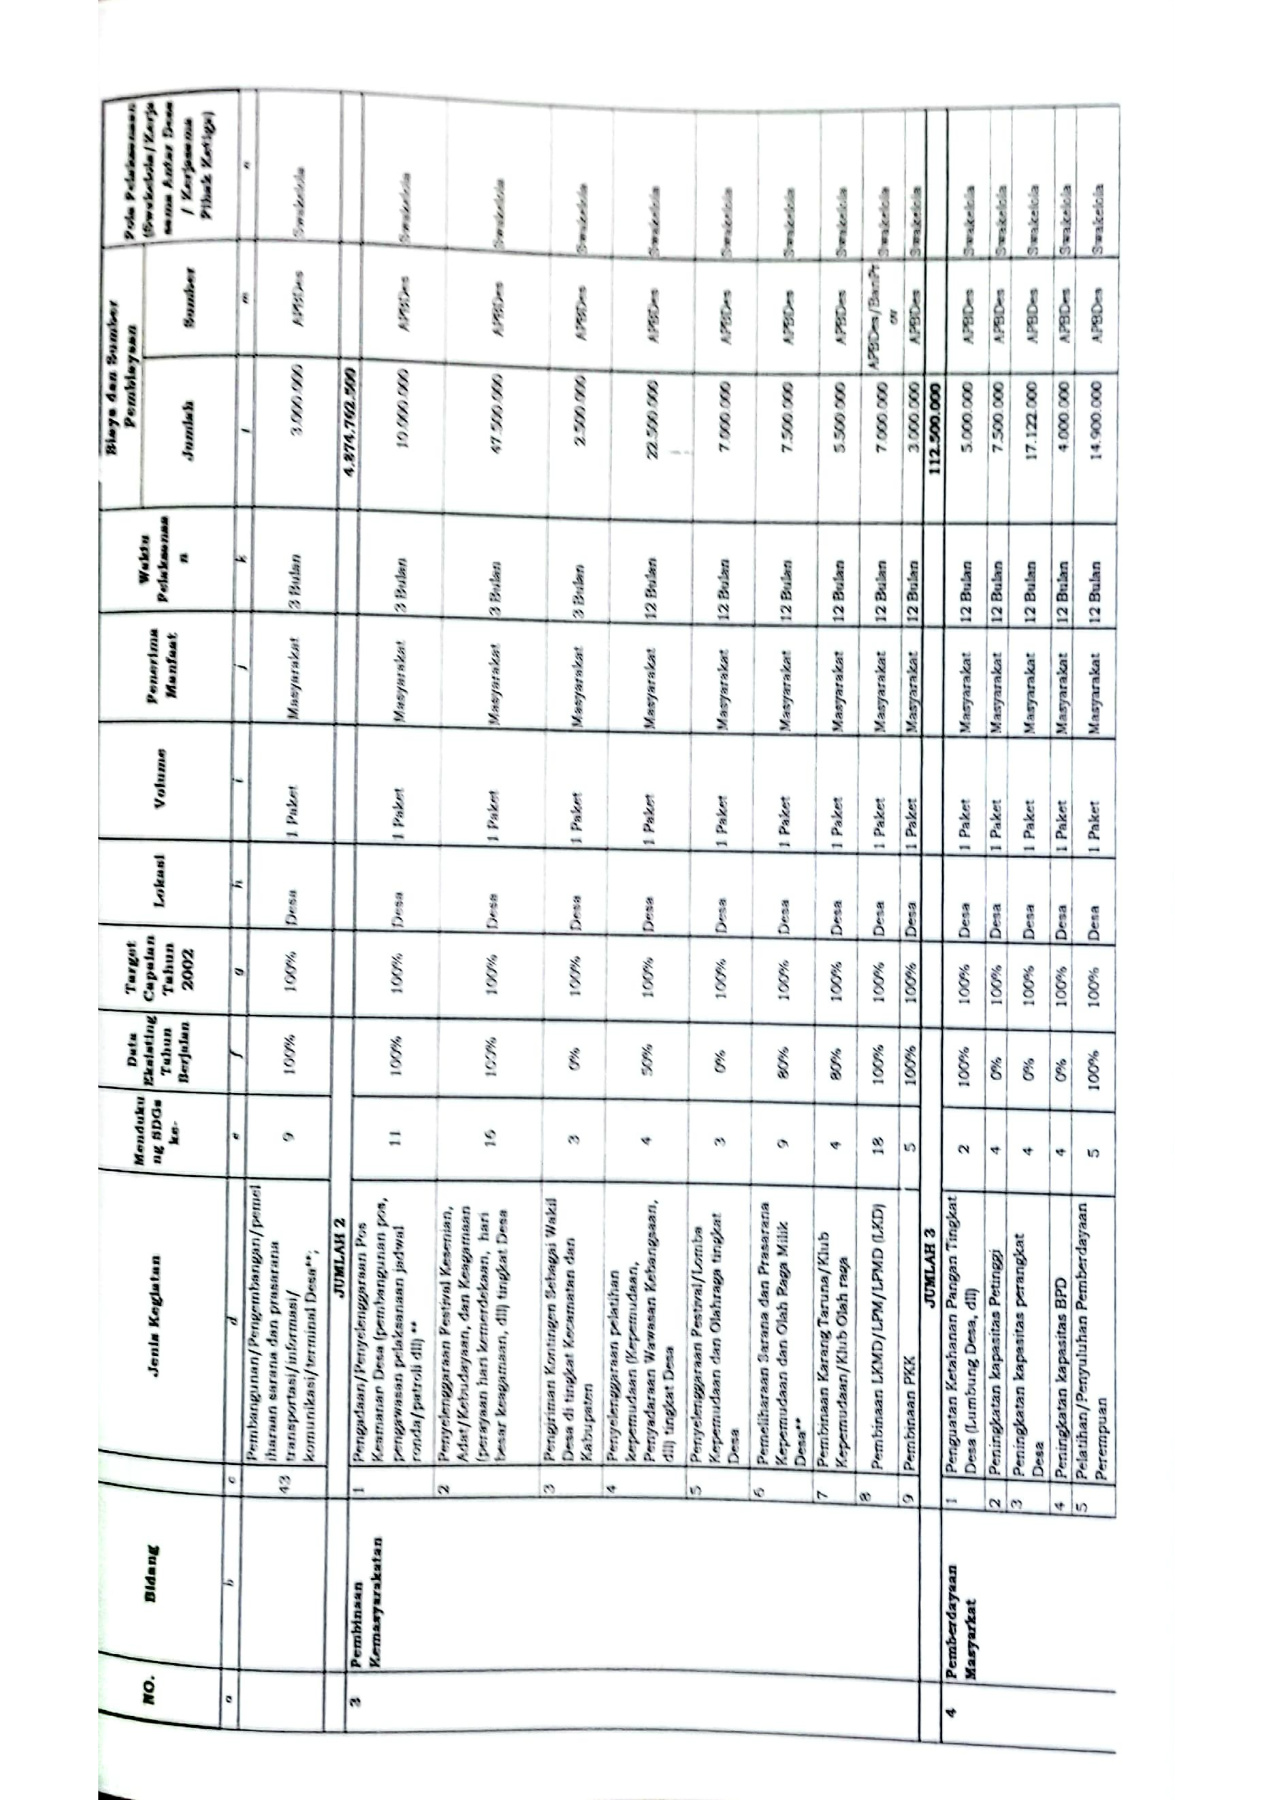 NO. Bidang Jenis Kegiatan Mendukung SDGs ke- Data Eksisting Tahun Berjalan Target Capaian Tahun 2002 Lokasi Volume Penerima Manfaat Waktu Pelaksanaan Biaya dan Sumber Pembiayaan Pola Pelaksanaan (Swakelola/Kerjasama Antar Desa / Kerjasama Pihak Ketiga)
Jumlah Sumber
a b c d e f g h i j k l m n
43 Pembangunan/Pengembangan/pemel 9 100% 100% Desa 1 Paket Masyarakat 3 Bulan 3.000.000 APBDes Swakelola
iharaan sarana dan prasarana
transportasi/informasi/
komunikasi/terminal Desa**;
JUMLAH 2 4.874.762.500
3 Pembinaan Kemasyarakatan 1 Pengadaan/Penyelenggaraan Pos 11 100% 100% Desa 1 Paket Masyarakat 3 Bulan 10.000.000 APBDes Swakelola
Keamanan Desa (pembangunan pos,
pengawasan pelaksanaan jadwal
ronda/patroli dll) **
2 Penyelenggaraan Festival Kesenian, 16 100% 100% Desa 1 Paket Masyarakat 3 Bulan 47.500.000 APBDes Swakelola
Adat/Kebudayaan, dan Keagamaan
(perayaan hari kemerdekaan, hari
besar keagamaan, dll) tingkat Desa
3 Pengiriman Kontingen Sebagai Wakil 3 0% 100% Desa 1 Paket Masyarakat 3 Bulan 2.500.000 APBDes Swakelola
Desa di tingkat Kecamatan dan
Kabupaten
4 Penyelenggaraan pelatihan 4 50% 100% Desa 1 Paket Masyarakat 12 Bulan 22.500.000 APBDes Swakelola
kepemudaan (Kepemudaan,
Penyadaraan Wawasan Kebangsaan,
dll) tingkat Desa
5 Penyelenggaraan Festival/Lomba 3 0% 100% Desa 1 Paket Masyarakat 12 Bulan 7.000.000 APBDes Swakelola
Kepemudaan dan Olahraga tingkat
Desa
6 Pemeliharaan Sarana dan Prasarana 9 80% 100% Desa 1 Paket Masyarakat 12 Bulan 7.500.000 APBDes Swakelola
Kepemudaan dan Olah Raga Milik
Desa**
7 Pembinaan Karang Taruna/Klub 4 80% 100% Desa 1 Paket Masyarakat 12 Bulan 5.500.000 APBDes Swakelola
Kepemudaan/Klub Olah raga
8 Pembinaan LKMD/LPM/LPMD (LKD) 18 100% 100% Desa 1 Paket Masyarakat 12 Bulan 7.000.000 APBDes/BanPr ov Swakelola
9 Pembinaan PKK 5 100% 100% Desa 1 Paket Masyarakat 12 Bulan 3.000.000 APBDes Swakelola
JUMLAH 3 112.500.000
4 Pemberdayaan Masyarkat 1 Penguatan Ketahanan Pangan Tingkat 2 100% 100% Desa 1 Paket Masyarakat 12 Bulan 5.000.000 APBDes Swakelola
Desa (Lumbung Desa, dll)
2 Peningkatan kapasitas Petinggi 4 0% 100% Desa 1 Paket Masyarakat 12 Bulan 7.500.000 APBDes Swakelola
3 Peningkatan kapasitas perangkat 4 0% 100% Desa 1 Paket Masyarakat 12 Bulan 17.122.000 APBDes Swakelola
Desa
4 Peningkatan kapasitas BPD 4 0% 100% Desa 1 Paket Masyarakat 12 Bulan 4.000.000 APBDes Swakelola
5 Pelatihan/Penyuluhan Pemberdayaan 5 100% 100% Desa 1 Paket Masyarakat 12 Bulan 14.900.000 APBDes Swakelola
Perempuan